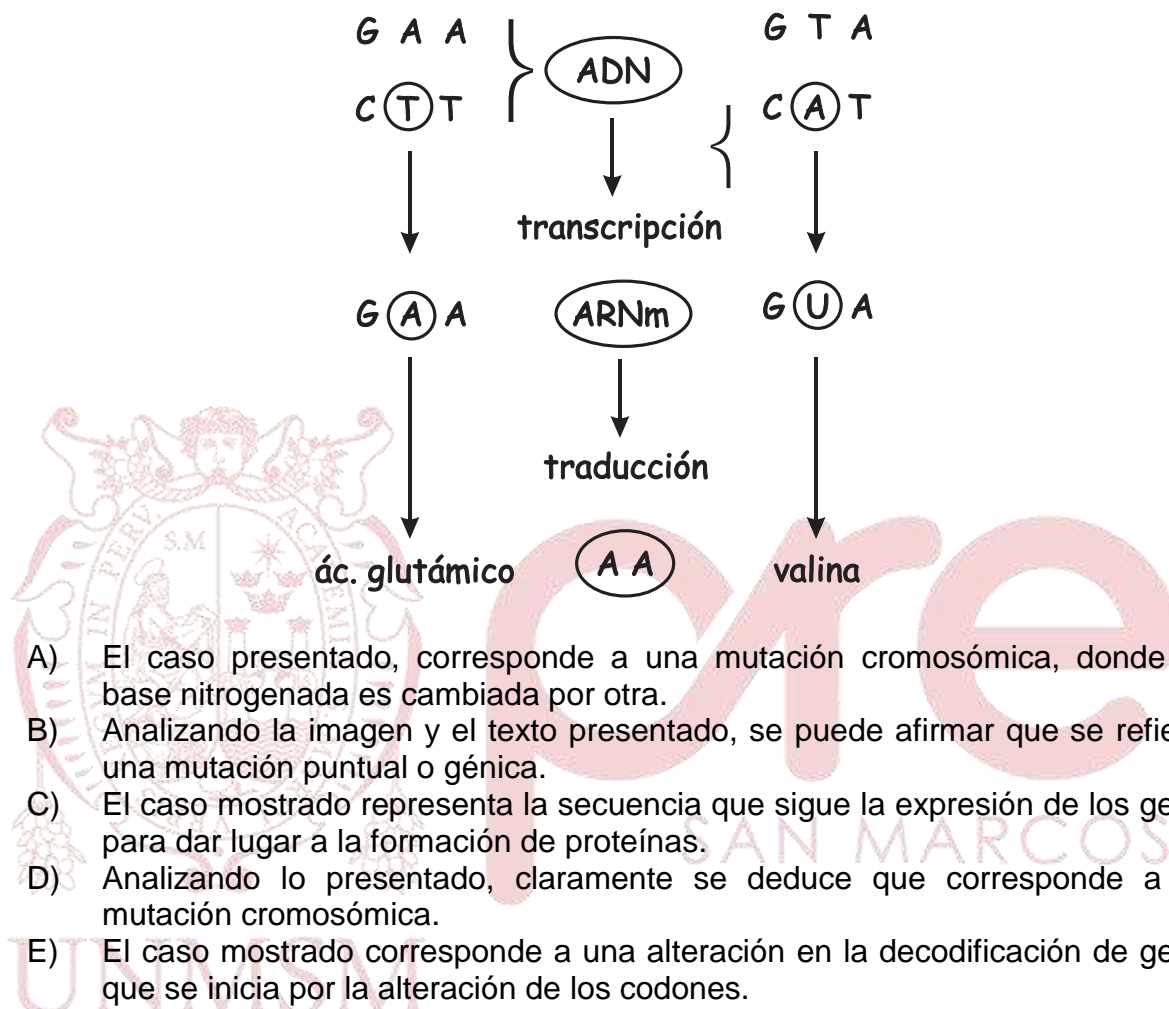 G A A
G T A
ADN
C T T
C A T
transcripción
G A A
ARNm
G U A
traducción
ác. glutámico
A A
valina
A) El caso presentado, corresponde a una mutación cromosómica, donde
base nitrogenada es cambiada por otra.
B) Analizando la imagen y el texto presentado, se puede afirmar que se refie
una mutación puntual o génica.
C) El caso mostrado representa la secuencia que sigue la expresión de los ge
para dar lugar a la formación de proteínas.
D) Analizando lo presentado, claramente se deduce que corresponde a
mutación cromosómica.
E) El caso mostrado corresponde a una alteración en la decodificación de ge
que se inicia por la alteración de los codones.
pre
SAN MARCOS
UNMSM
S.M